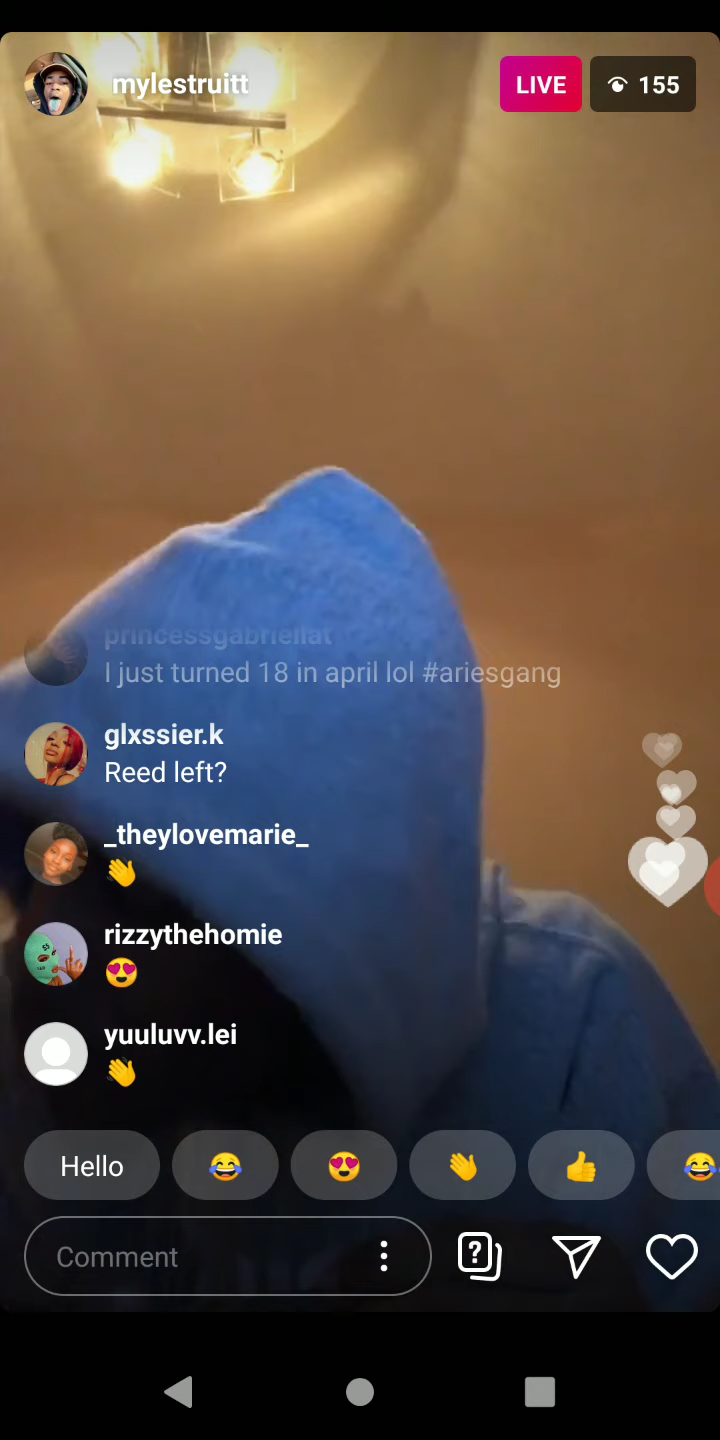 mylestruitt
LIVE
155
princessgabriellat
I just turned 18 in april lol #ariesgang
glxssier.k
Reed left?
_theylovemarie_
👋
rizzythehomie
😍
yuuluvv.lei
👋
Hello 😂 😍 👋 👍 😂
Comment